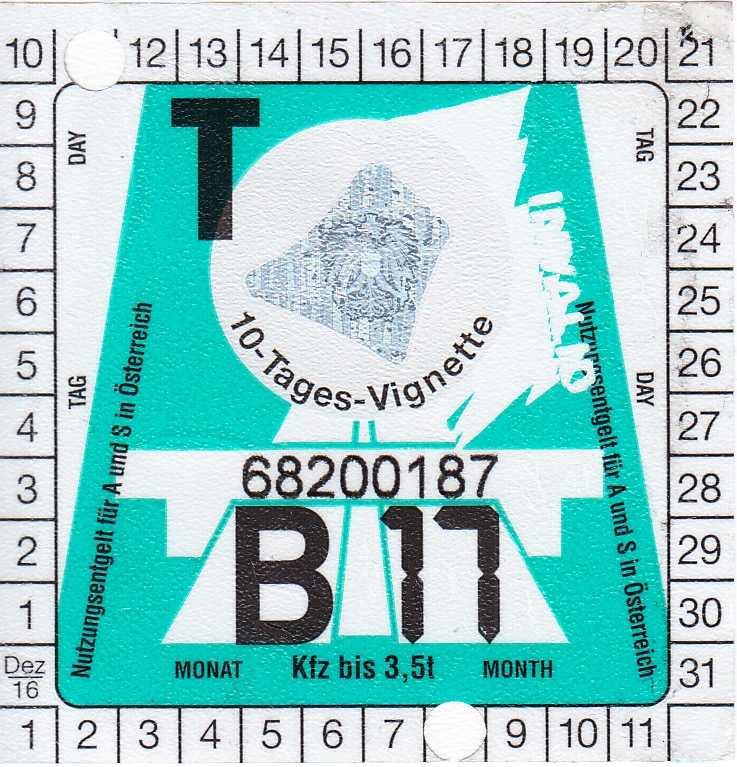 10 12 13 14 15 16 17 18 19 20 21
9 DAY T TAG 22
8 23
7 24
6 25
5 26
4 27
3 28
2 29
1 30
Dez
16
31
TAG
DAY
Nutzungsentgelt für A und S in Österreich
Nutzungsentgelt für A und S in Österreich
10-Tages-Vignette
68200187
B 17
MONAT Kfz bis 3,5t MONTH
1 2 3 4 5 6 7 9 10 11